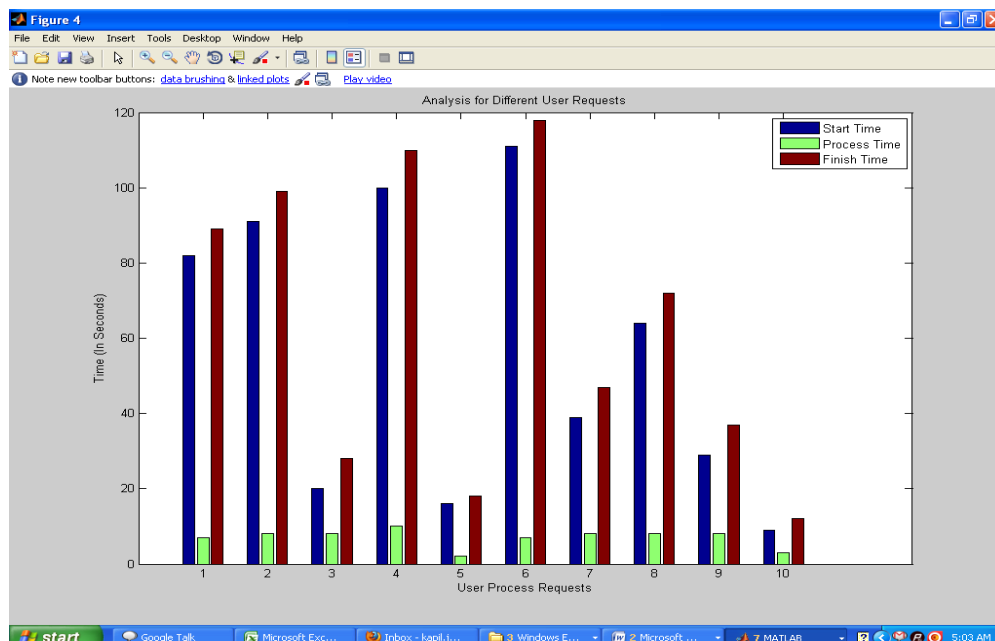 Figure 4
File Edit View Insert Tools Desktop Window Help
Note new toolbar buttons: data brushing & linked plots Play video
Analysis for Different User Requests
120
100
80
60
40
20
0
Time (In Seconds)
Start Time
Process Time
Finish Time
1 2 3 4 5 6 7 8 9 10
User Process Requests
start Google Talk Microsoft Exc... Inbox - kapil.i... 3 Windows E... 2 Microsoft ... 7 MATLAB 5:03 AM